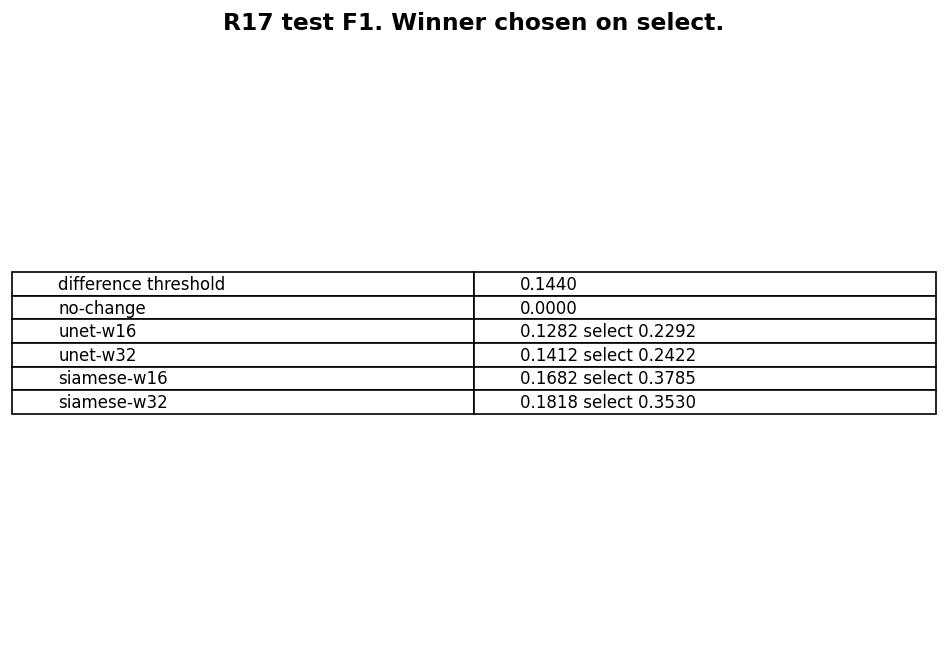 R17 test F1. Winner chosen on select.
difference threshold 0.1440
no-change 0.0000
unet-w16 0.1282 select 0.2292
unet-w32 0.1412 select 0.2422
siamese-w16 0.1682 select 0.3785
siamese-w32 0.1818 select 0.3530